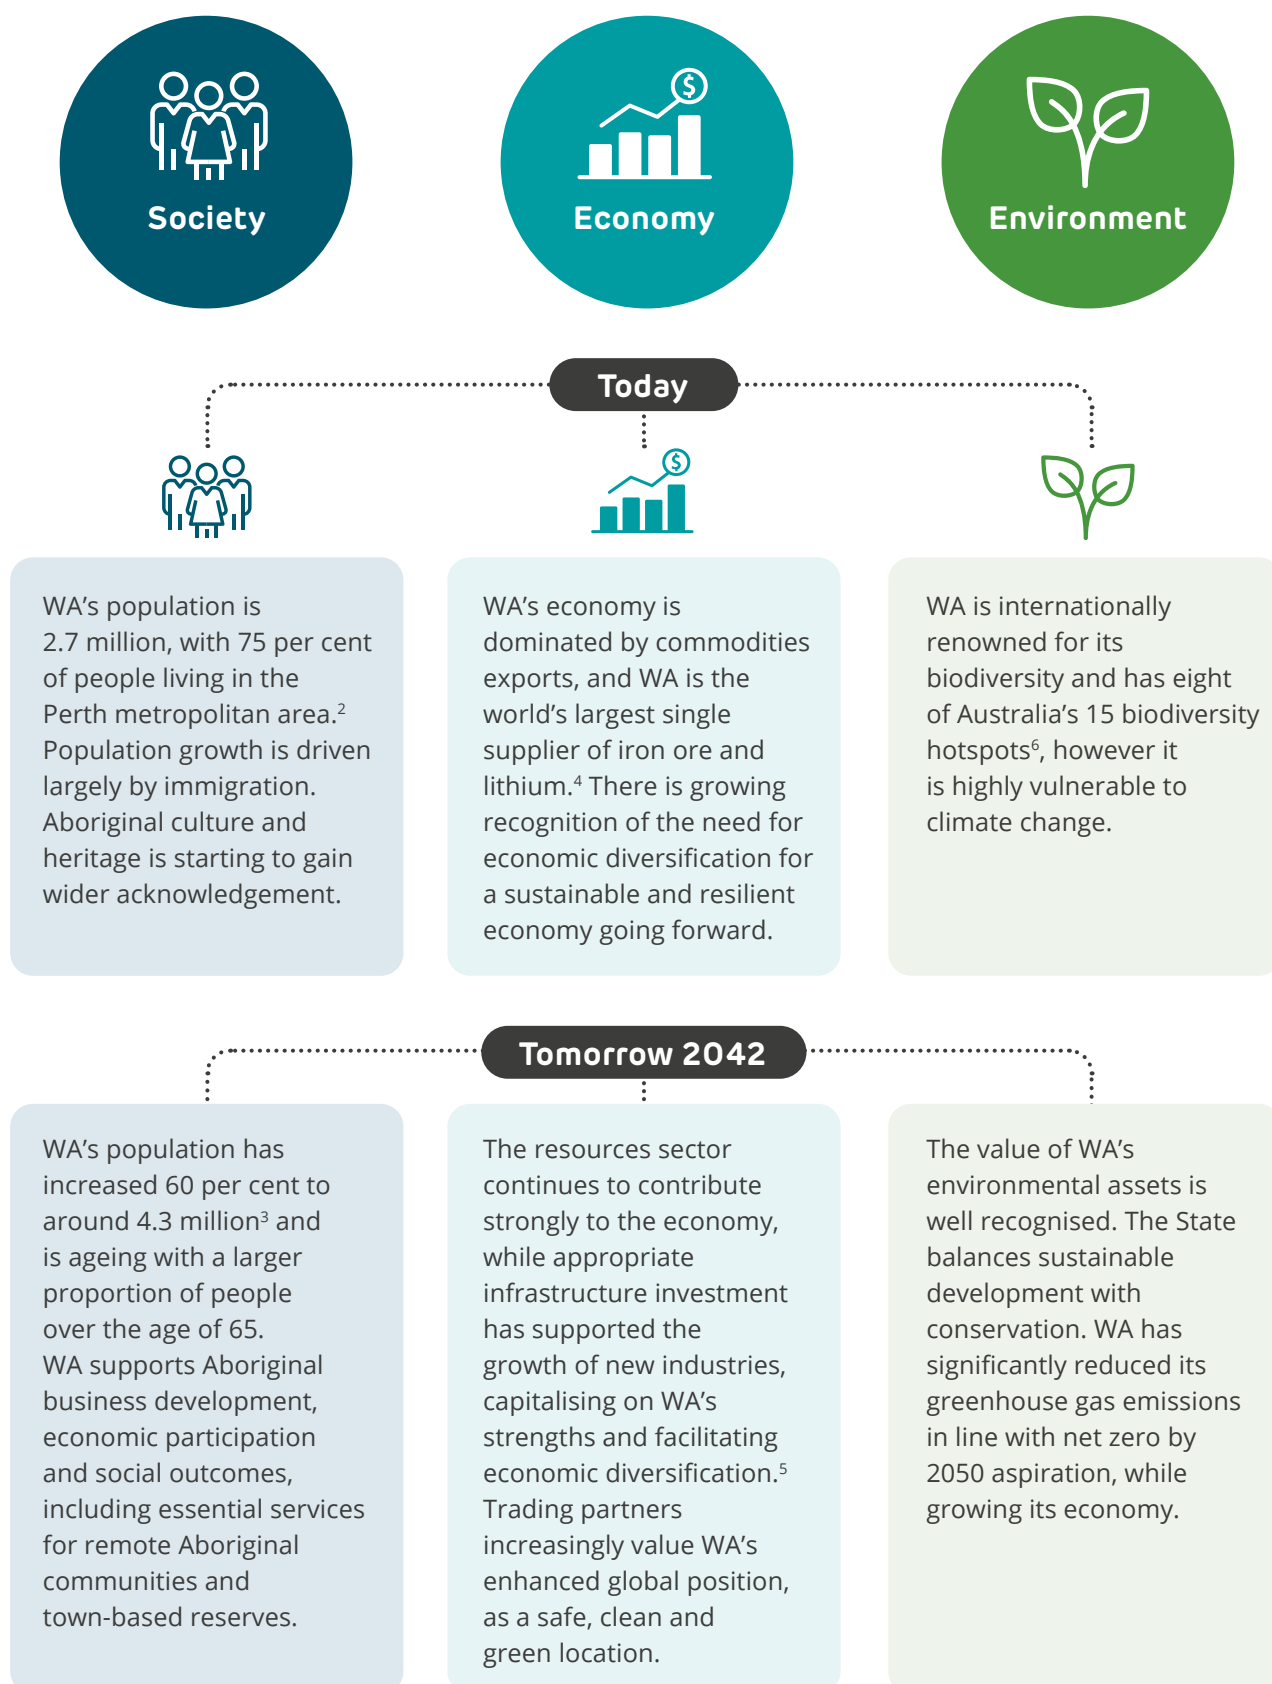 Society
Economy
Environment
Today
WA’s population is
2.7 million, with 75 per cent
of people living in the
Perth metropolitan area.²
Population growth is driven
largely by immigration.
Aboriginal culture and
heritage is starting to gain
wider acknowledgement.
WA’s economy is
dominated by commodities
exports, and WA is the
world’s largest single
supplier of iron ore and
lithium.⁴ There is growing
recognition of the need for
economic diversification for
a sustainable and resilient
economy going forward.
WA is internationally
renowned for its
biodiversity and has eight
of Australia’s 15 biodiversity
hotspots⁶, however it
is highly vulnerable to
climate change.
Tomorrow 2042
WA’s population has
increased 60 per cent to
around 4.3 million³ and
is ageing with a larger
proportion of people
over the age of 65.
WA supports Aboriginal
business development,
economic participation
and social outcomes,
including essential services
for remote Aboriginal
communities and
town-based reserves.
The resources sector
continues to contribute
strongly to the economy,
while appropriate
infrastructure investment
has supported the
growth of new industries,
capitalising on WA’s
strengths and facilitating
economic diversification.⁵
Trading partners
increasingly value WA’s
enhanced global position,
as a safe, clean and
green location.
The value of WA’s
environmental assets is
well recognised. The State
balances sustainable
development with
conservation. WA has
significantly reduced its
greenhouse gas emissions
in line with net zero by
2050 aspiration, while
growing its economy.